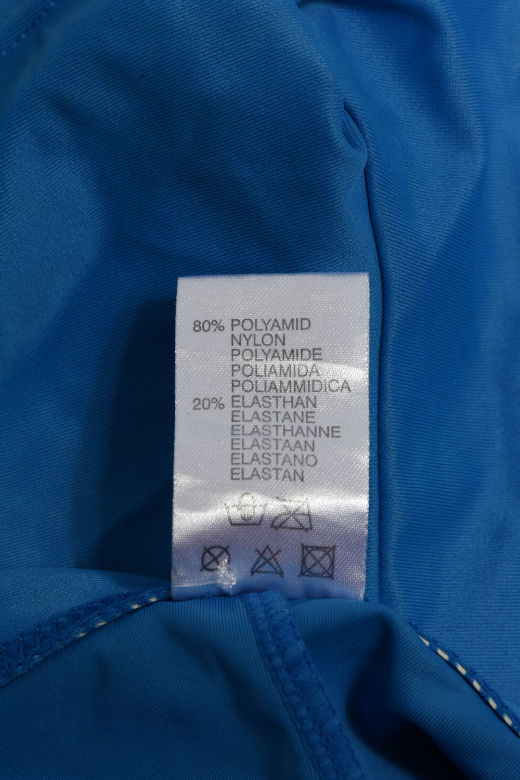 80% POLYAMID
NYLON
POLYAMIDE
POLIAMIDA
POLIAMMIDICA
20% ELASTHAN
ELASTANE
ELASTHANNE
ELASTAAN
ELASTANO
ELASTAN